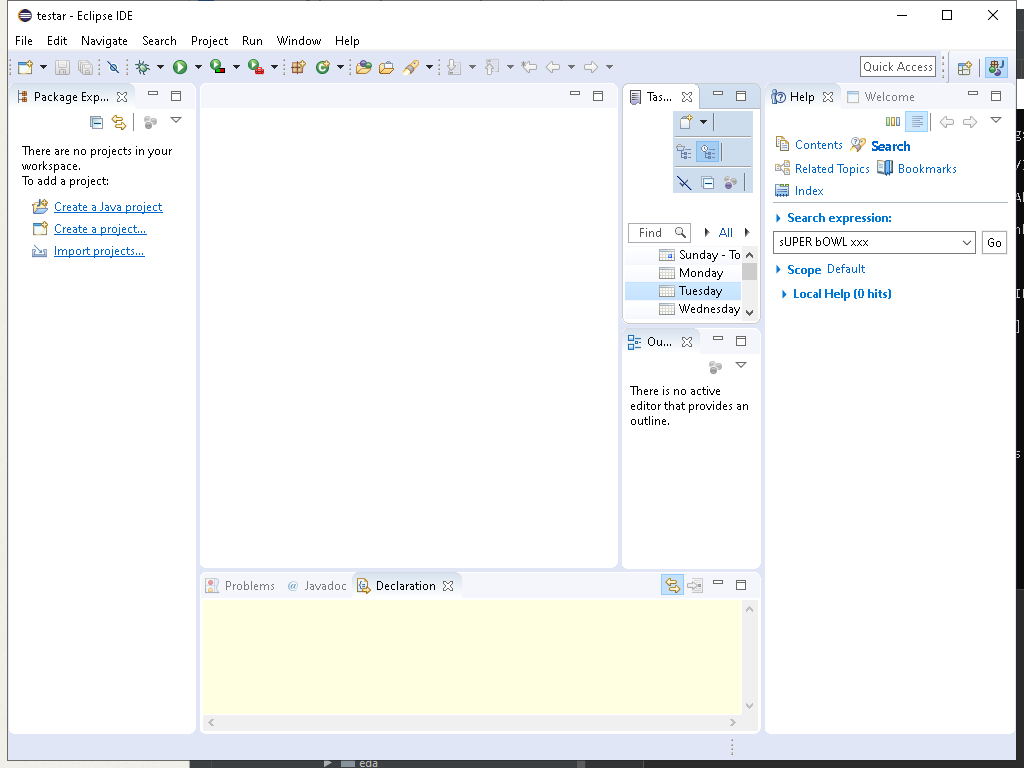 testar - Eclipse IDE
File Edit Navigate Search Project Run Window Help
Quick Access
Package Exp...
There are no projects in your
workspace.
To add a project:
Create a Java project
Create a project...
Import projects...
Tas...
Find
All
Sunday - To
Monday
Tuesday
Wednesday
Ou...
There is no active
editor that provides an
outline.
Help
Welcome
Contents
Search
Related Topics
Bookmarks
Index
Search expression:
sUPER bOWL xxx
Go
Scope Default
Local Help (0 hits)
Problems
@ Javadoc
Declaration
eda